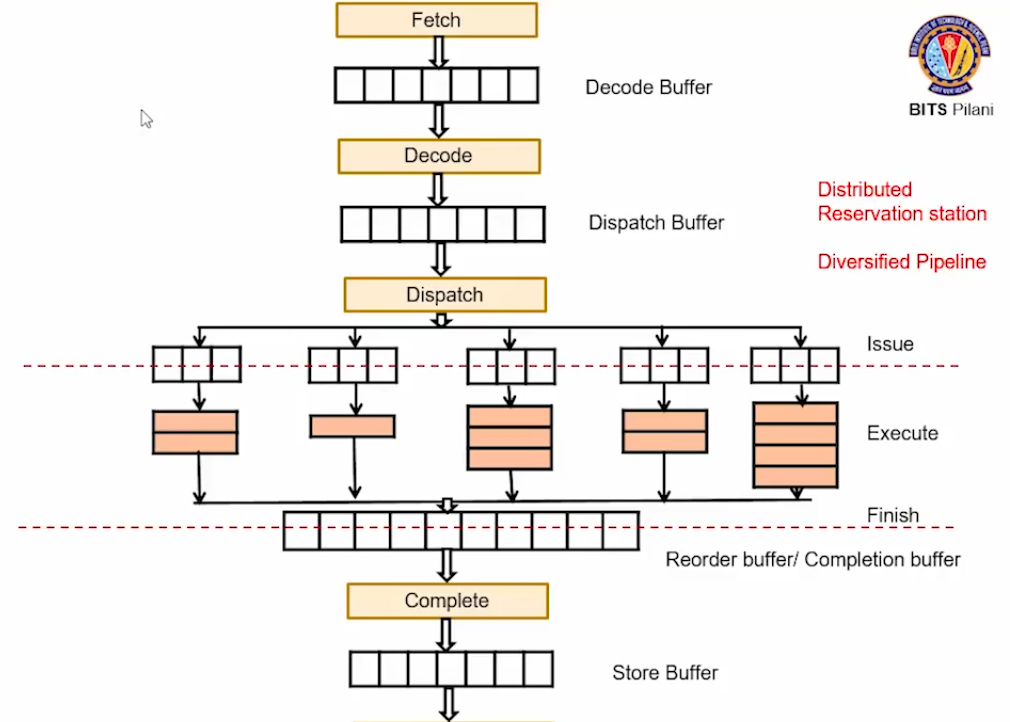 Fetch
Decode Buffer
BITS Pilani
Decode
Distributed
Reservation station
Dispatch Buffer
Diversified Pipeline
Dispatch
Issue
Execute
Finish
Reorder buffer/ Completion buffer
Complete
Store Buffer